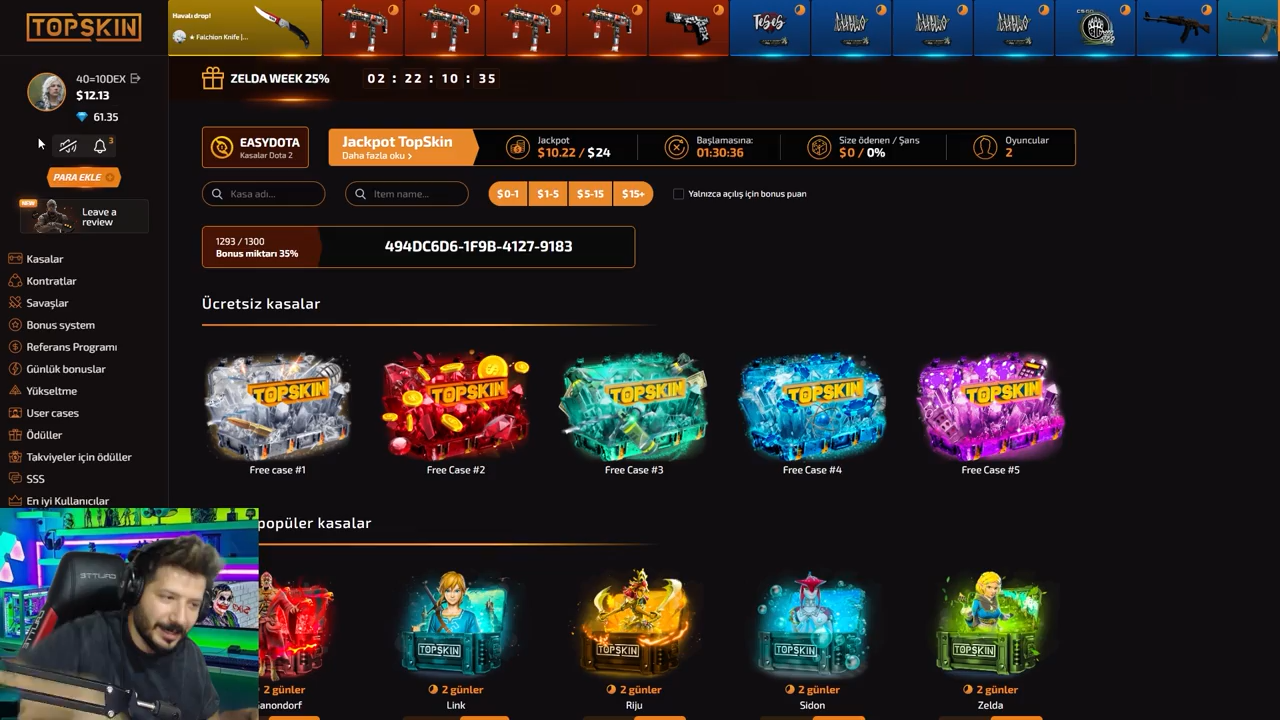 TOPSKIN
Havalı drop!
★ Falchion Knife |...
40=10DEX
$12.13
61.35
3
PARA EKLE
NEW
Leave a
review
Kasalar
Kontratlar
Savaşlar
Bonus system
Referans Programı
Günlük bonuslar
Yükseltme
User cases
Ödüller
Takviyeler için ödüller
SSS
En iyi Kullanıcılar
ZELDA WEEK 25%
02 : 22 : 10 : 35
EASYDOTA
Kasalar Dota 2
Jackpot TopSkin
Daha fazla oku ›
Jackpot
$10.22 / $24
Başlamasına:
01:30:36
Size ödenen / Şans
$0 / 0%
Oyuncular
2
Kasa adı...
Item name...
$0-1
$1-5
$5-15
$15+
Yalnızca açılış için bonus puan
1293 / 1300
Bonus miktarı 35%
494DC6D6-1F9B-4127-9183
Ücretsiz kasalar
TOPSKIN
TOPSKIN
TOPSKIN
TOPSKIN
TOPSKIN
Free case #1
Free Case #2
Free Case #3
Free Case #4
Free Case #5
popüler kasalar
TOPSKIN
TOPSKIN
TOPSKIN
TOPSKIN
2 günler
2 günler
2 günler
2 günler
2 günler
anondorf
Link
Riju
Sidon
Zelda